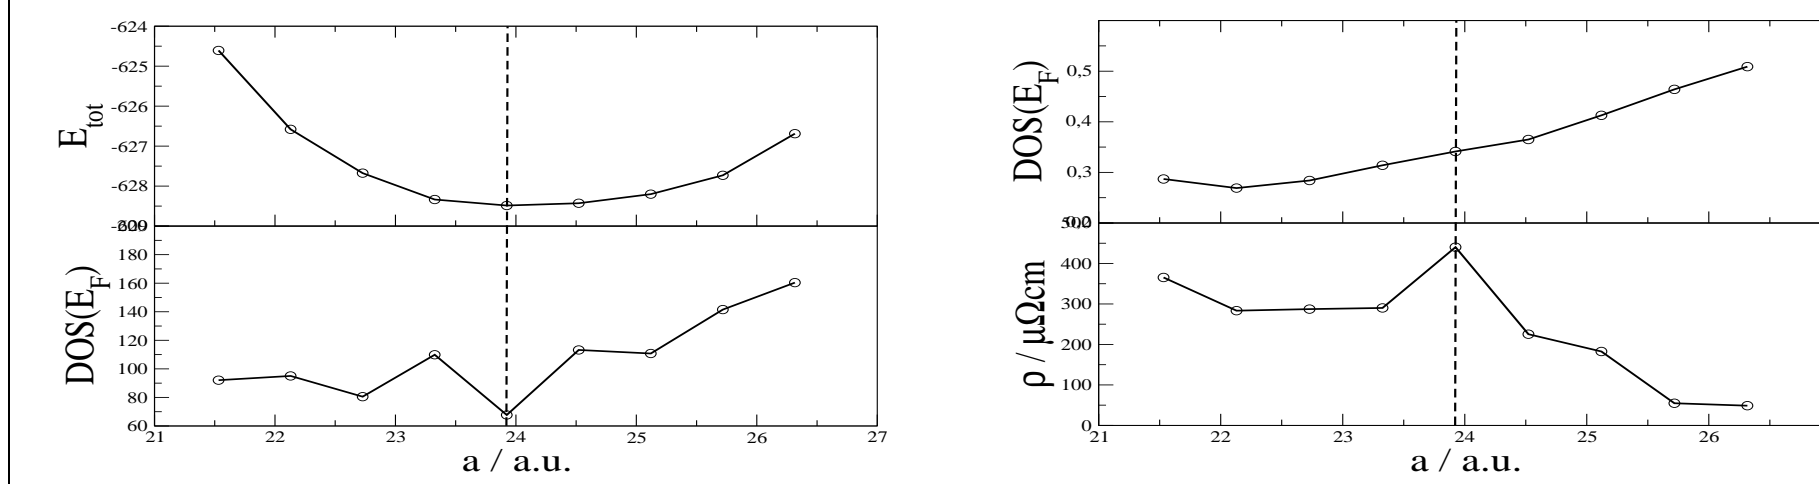 -624
-625
-626
-627
-628
E_tot
180
160
140
120
100
80
60
DOS(E_F)
21 22 23 24 25 26 27
a / a.u.
0,5
0,4
0,3
DOS(E_F)
400
300
200
100
0
ρ / μΩcm
21 22 23 24 25 26
a / a.u.